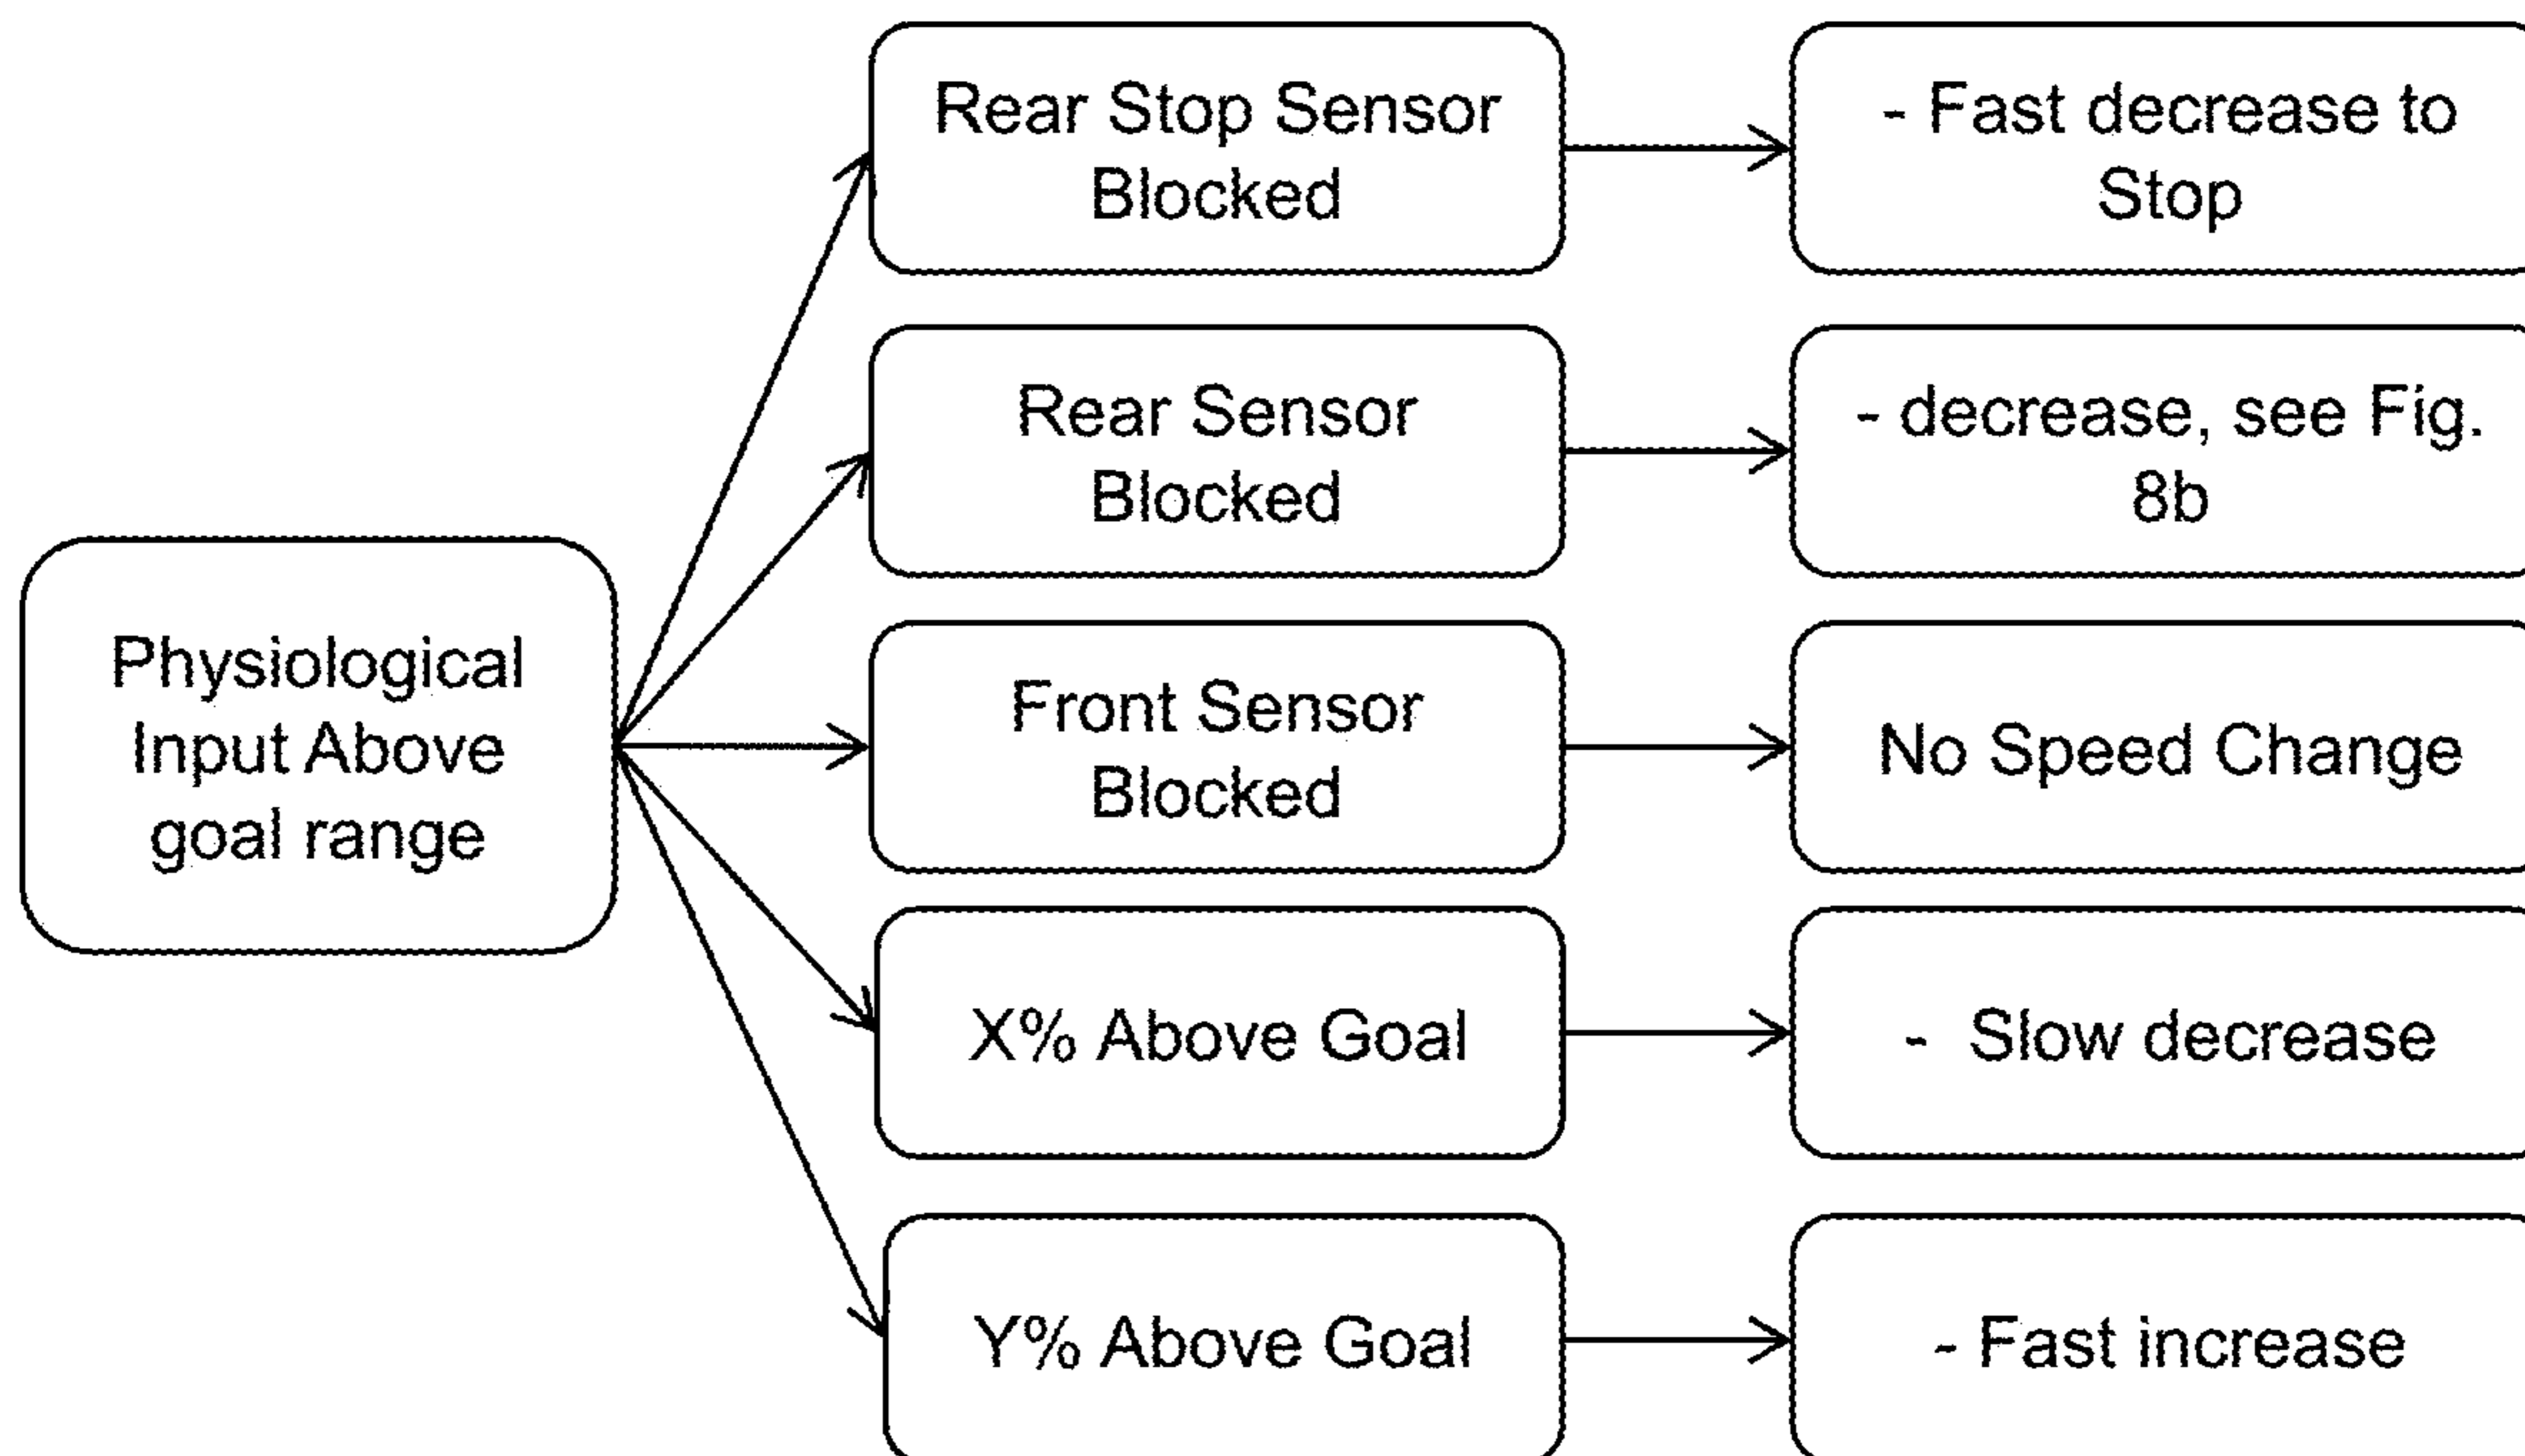 Physiological
Input Above
goal range
Rear Stop Sensor
Blocked
- Fast decrease to
Stop
Rear Sensor
Blocked
- decrease, see Fig.
8b
Front Sensor
Blocked
No Speed Change
X% Above Goal
- Slow decrease
Y% Above Goal
- Fast increase